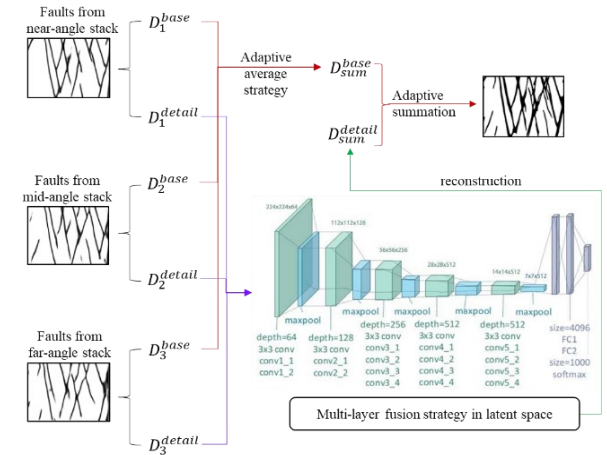 Faults from
near-angle stack
D_1^{base}
D_1^{detail}
Faults from
mid-angle stack
D_2^{base}
D_2^{detail}
Faults from
far-angle stack
D_3^{base}
D_3^{detail}
Adaptive
average
strategy
D_{sum}^{base}
D_{sum}^{detail}
Adaptive
summation
reconstruction
224x224x64
112x112x128
56x56x256
28x28x512
14x14x512
7x7x512
maxpool
maxpool
maxpool
maxpool
maxpool
depth=64
3x3 conv
conv1_1
conv1_2
depth=128
3x3 conv
conv2_1
conv2_2
depth=256
3x3 conv
conv3_1
conv3_2
conv3_3
conv3_4
depth=512
3x3 conv
conv4_1
conv4_2
conv4_3
conv4_4
depth=512
3x3 conv
conv5_1
conv5_2
conv5_3
conv5_4
size=4096
FC1
FC2
size=1000
softmax
Multi-layer fusion strategy in latent space